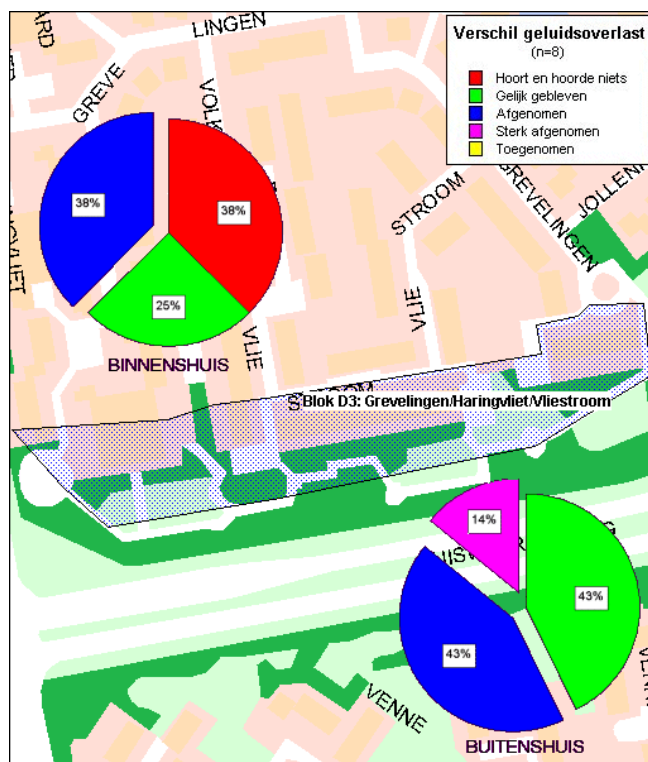 LINGEN
GREVE
VOLK
Verschil geluidsoverlast
(n=8)
Hoort en hoorde niets
Gelijk gebleven
Afgenomen
Sterk afgenomen
Toegenomen
STROOM
GREVELINGEN
JOLLEN
38%
38%
25%
BINNENSHUIS
VLIE
VLIE
Blok D3: Grevelingen/Haringvliet/Vliestroom
14%
43%
43%
VENNE
BUITENSHUIS